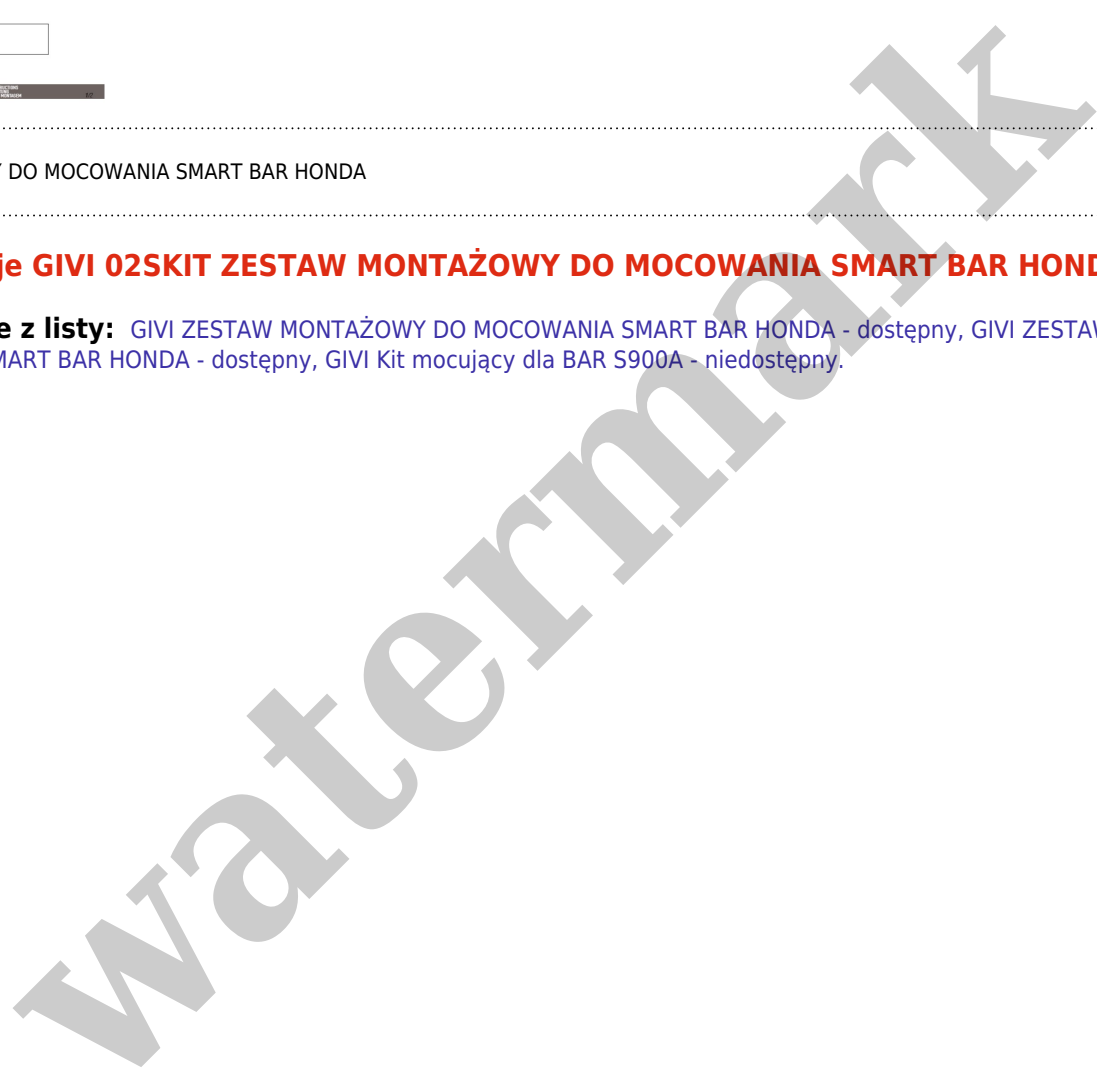 Y DO MOCOWANIA SMART BAR HONDA
je GIVI 02SKIT ZESTAW MONTAŻOWY DO MOCOWANIA SMART BAR HOND
e z listy: GIVI ZESTAW MONTAŻOWY DO MOCOWANIA SMART BAR HONDA - dostępny, GIVI ZESTAW
MART BAR HONDA - dostępny, GIVI Kit mocujący dla BAR S900A - niedostępny.
watermark